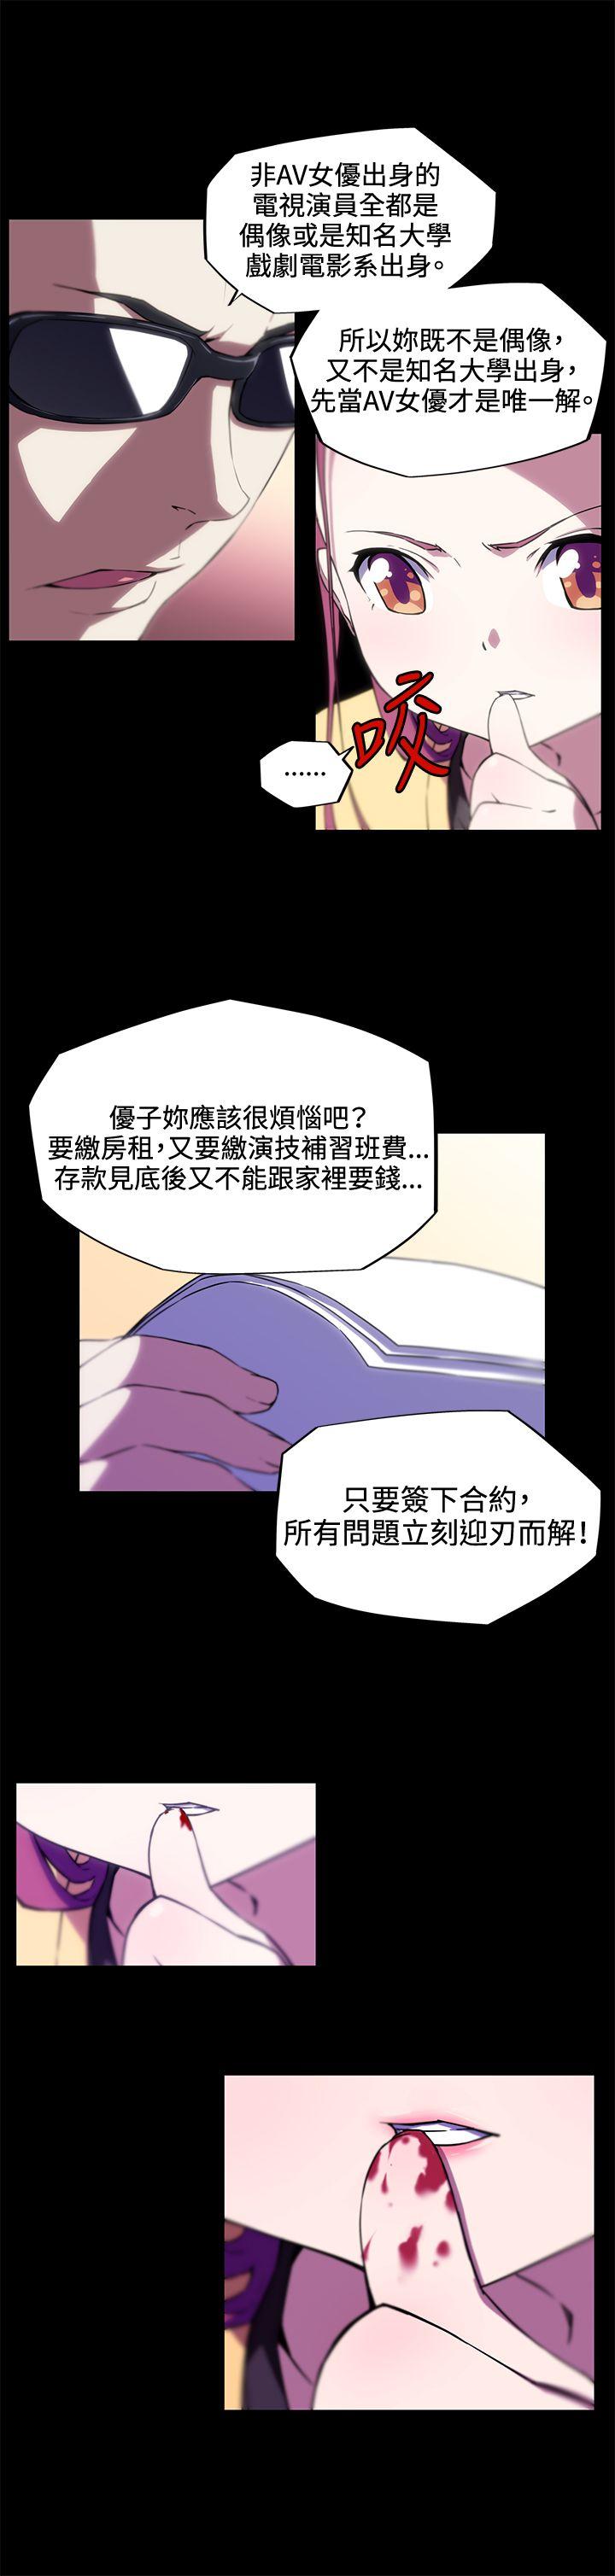 非AV女優出身的
電視演員全都是
偶像或是知名大學
戲劇電影系出身。
所以妳既不是偶像，
又不是知名大學出身，
先當AV女優才是唯一解。
咬
......
優子妳應該很煩惱吧？
要繳房租，又要繳演技補習班費...
存款見底後又不能跟家裡要錢...
只要簽下合約，
所有問題立刻迎刃而解！